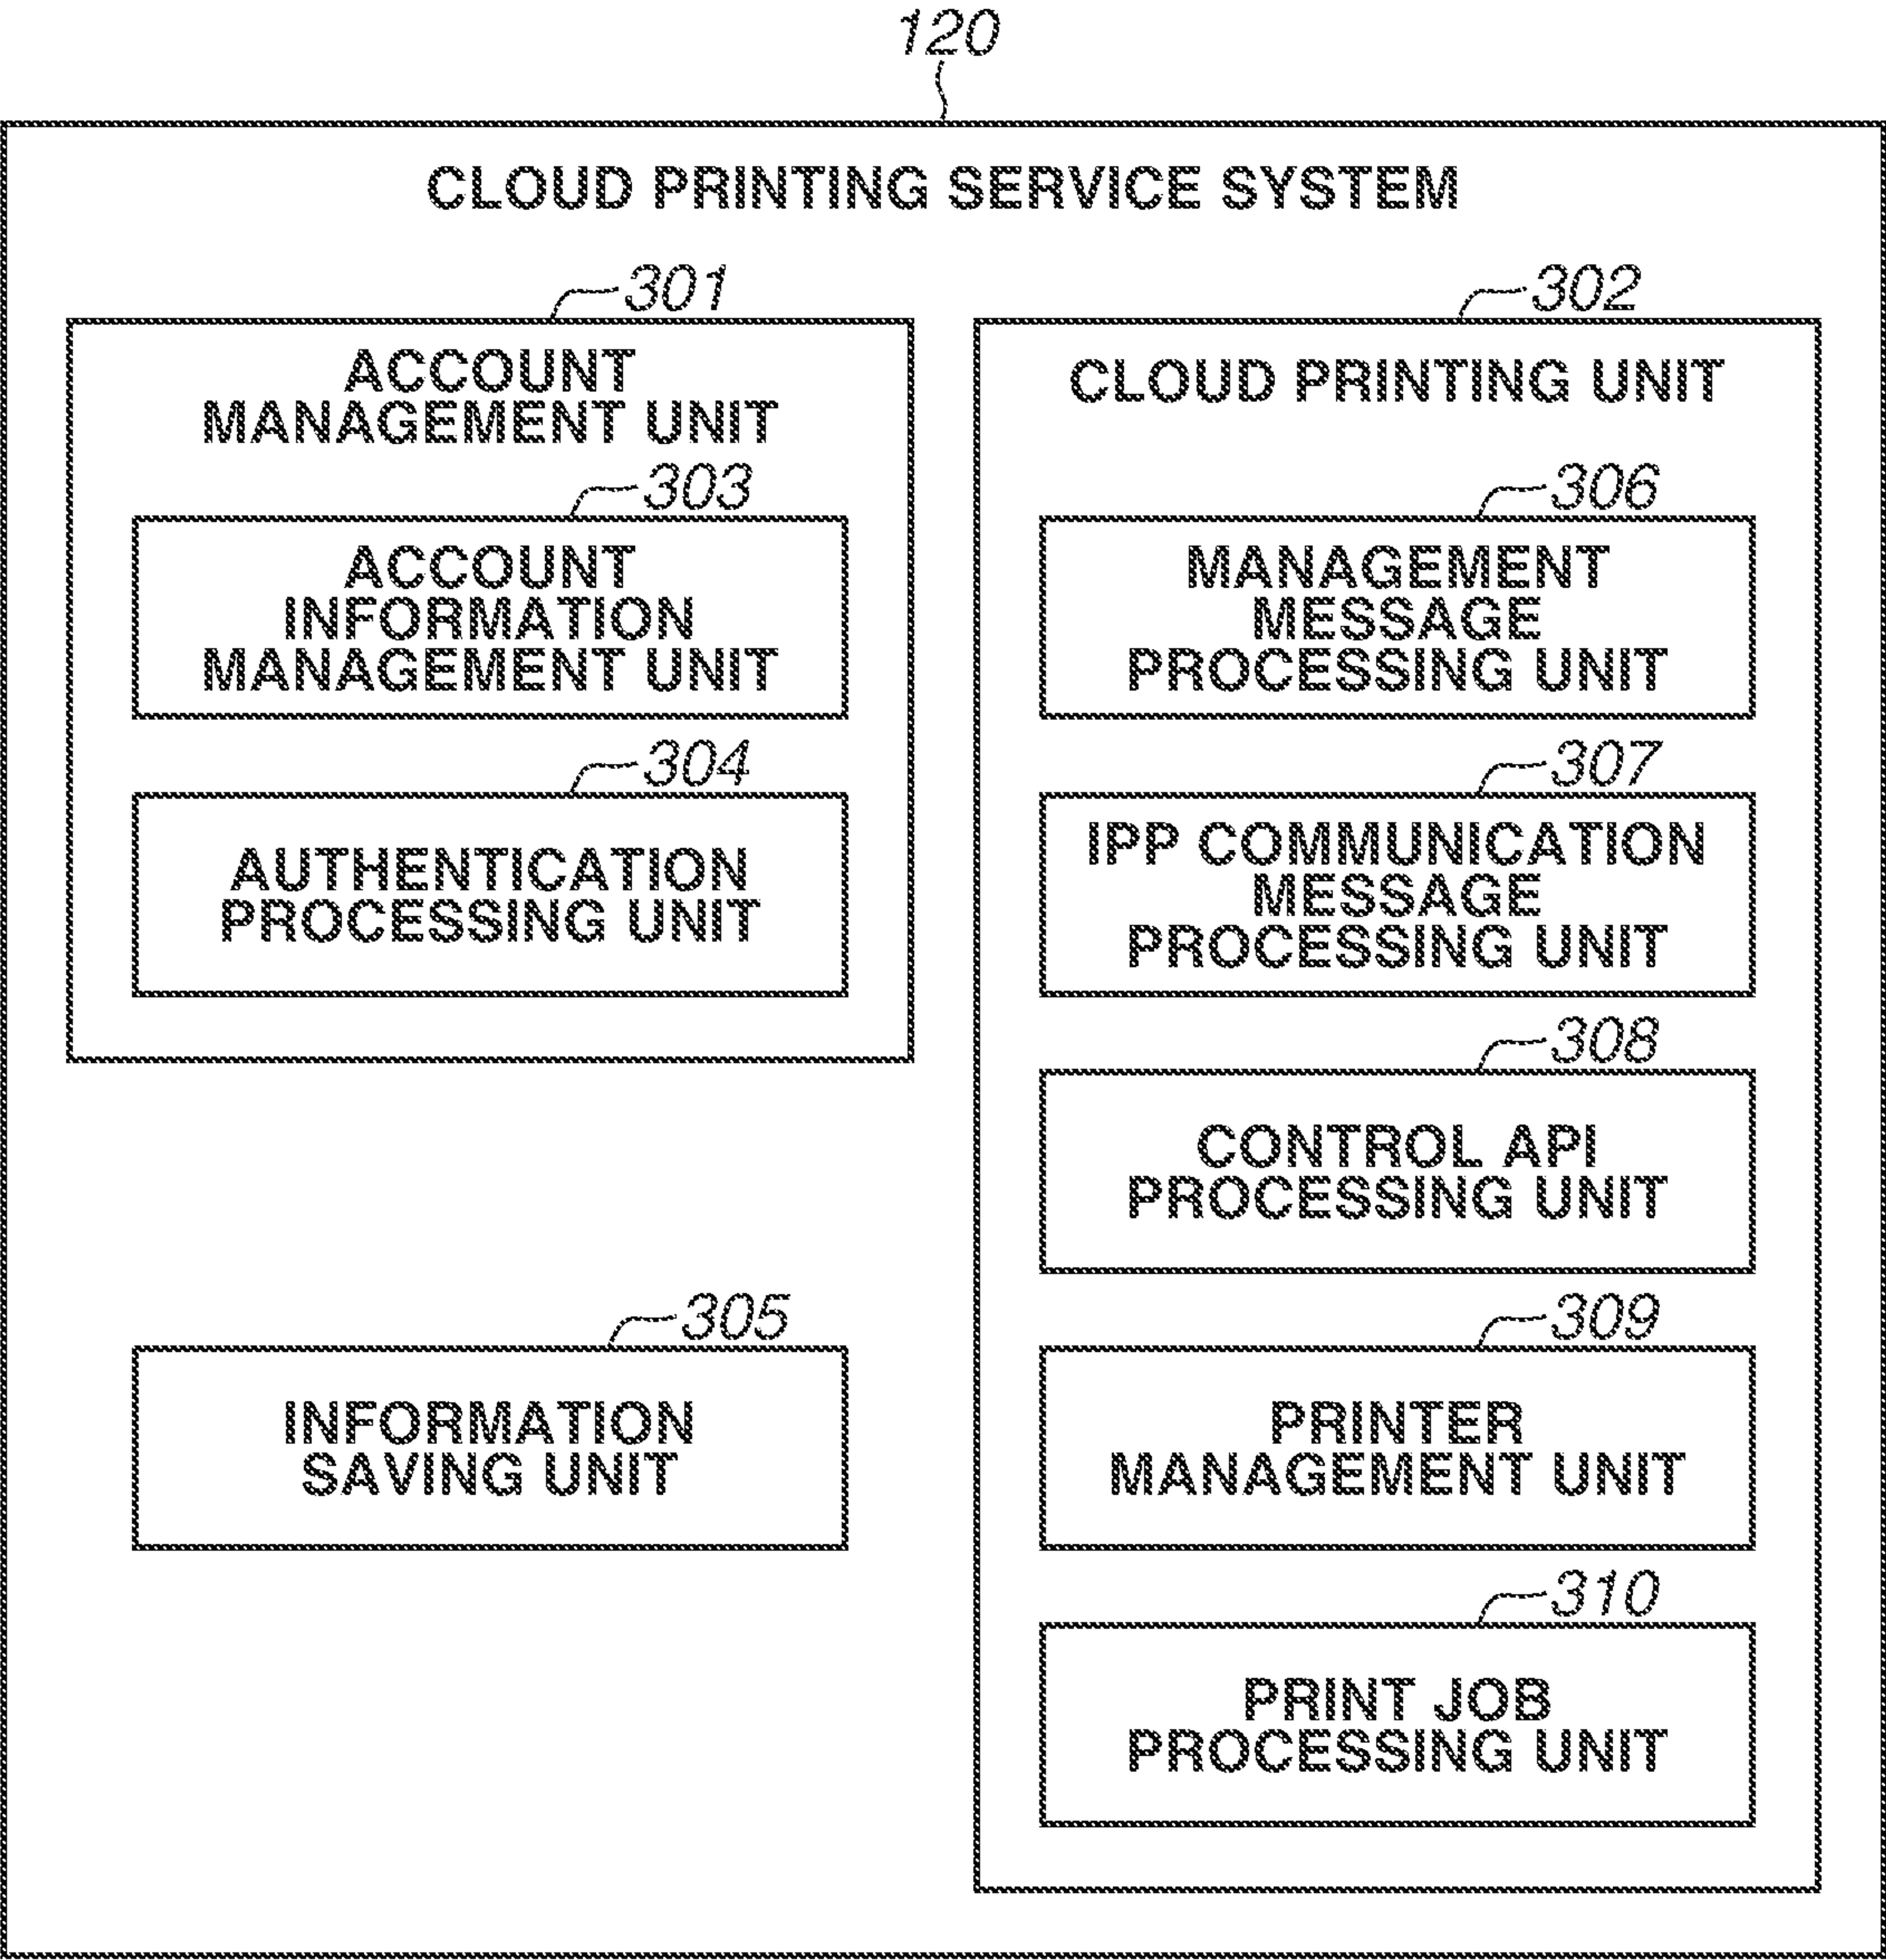 120
CLOUD PRINTING SERVICE SYSTEM
301
ACCOUNT
MANAGEMENT UNIT
303
ACCOUNT
INFORMATION
MANAGEMENT UNIT
304
AUTHENTICATION
PROCESSING UNIT
305
INFORMATION
SAVING UNIT
302
CLOUD PRINTING UNIT
306
MANAGEMENT
MESSAGE
PROCESSING UNIT
307
IPP COMMUNICATION
MESSAGE
PROCESSING UNIT
308
CONTROL API
PROCESSING UNIT
309
PRINTER
MANAGEMENT UNIT
310
PRINT JOB
PROCESSING UNIT